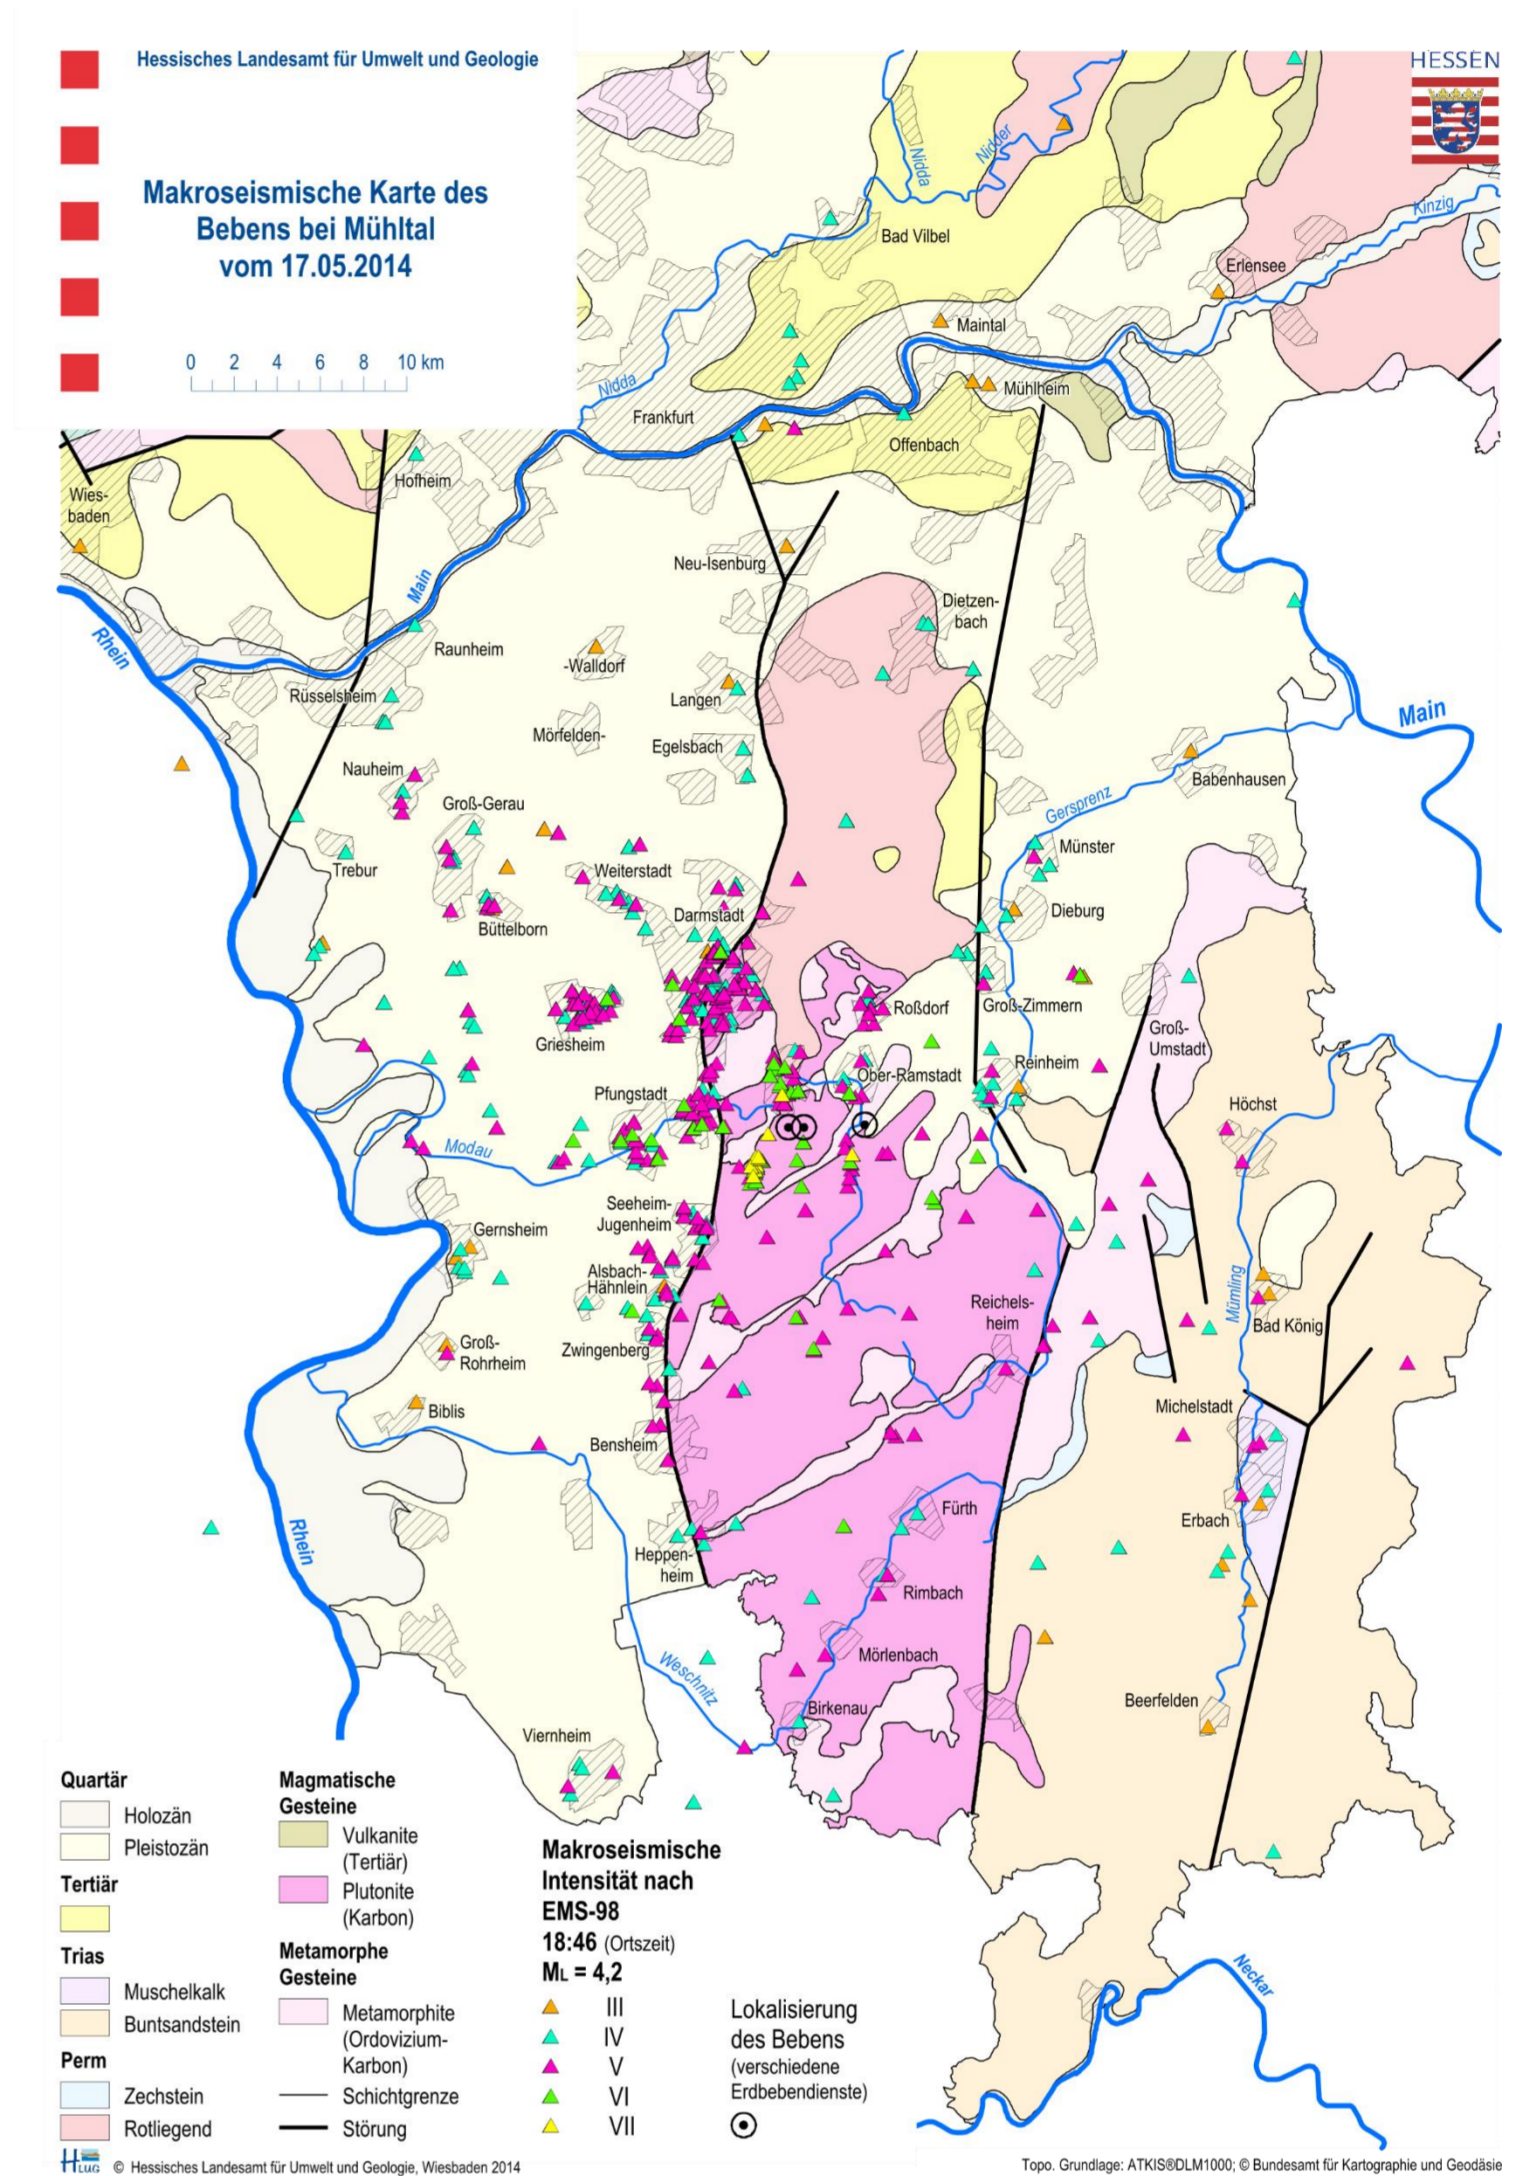 Hessisches Landesamt für Umwelt und Geologie
Makroseismische Karte des
Bebens bei Mühltal
vom 17.05.2014
0 2 4 6 8 10 km
HESSEN
Nidda
Nidder
Kinzig
Bad Vilbel
Erlensee
Maintal
Nidda
Mühlheim
Frankfurt
Offenbach
Hofheim
Wies-
baden
Neu-Isenburg
Main
Dietzen-
bach
Rhein
Raunheim
-Walldorf
Rüsselsheim
Langen
Main
Mörfelden-
Egelsbach
Nauheim
Babenhausen
Groß-Gerau
Gersprenz
Münster
Trebur
Weiterstadt
Dieburg
Darmstadt
Büttelborn
Roßdorf
Groß-Zimmern
Groß-
Umstadt
Griesheim
Reinheim
Ober-Ramstadt
Pfungstadt
Höchst
Modau
Seeheim-
Jugenheim
Gernsheim
Alsbach-
Hähnlein
Mümling
Reichels-
heim
Bad König
Groß-
Rohrheim
Zwingenberg
Michelstadt
Biblis
Bensheim
Fürth
Erbach
Rhein
Heppen-
heim
Rimbach
Mörlenbach
Weschnitz
Beerfelden
Birkenau
Viernheim
Quartär
Holozän
Pleistozän
Tertiär
Trias
Muschelkalk
Buntsandstein
Perm
Zechstein
Rotliegend
Magmatische
Gesteine
Vulkanite
(Tertiär)
Plutonite
(Karbon)
Metamorphe
Gesteine
Metamorphite
(Ordovizium-
Karbon)
Schichtgrenze
Störung
Makroseismische
Intensität nach
EMS-98
18:46 (Ortszeit)
ML = 4,2
III
IV
V
VI
VII
Lokalisierung
des Bebens
(verschiedene
Erdbebendienste)
Neckar
HLUG © Hessisches Landesamt für Umwelt und Geologie, Wiesbaden 2014
Topo. Grundlage: ATKIS®DLM1000; © Bundesamt für Kartographie und Geodäsie